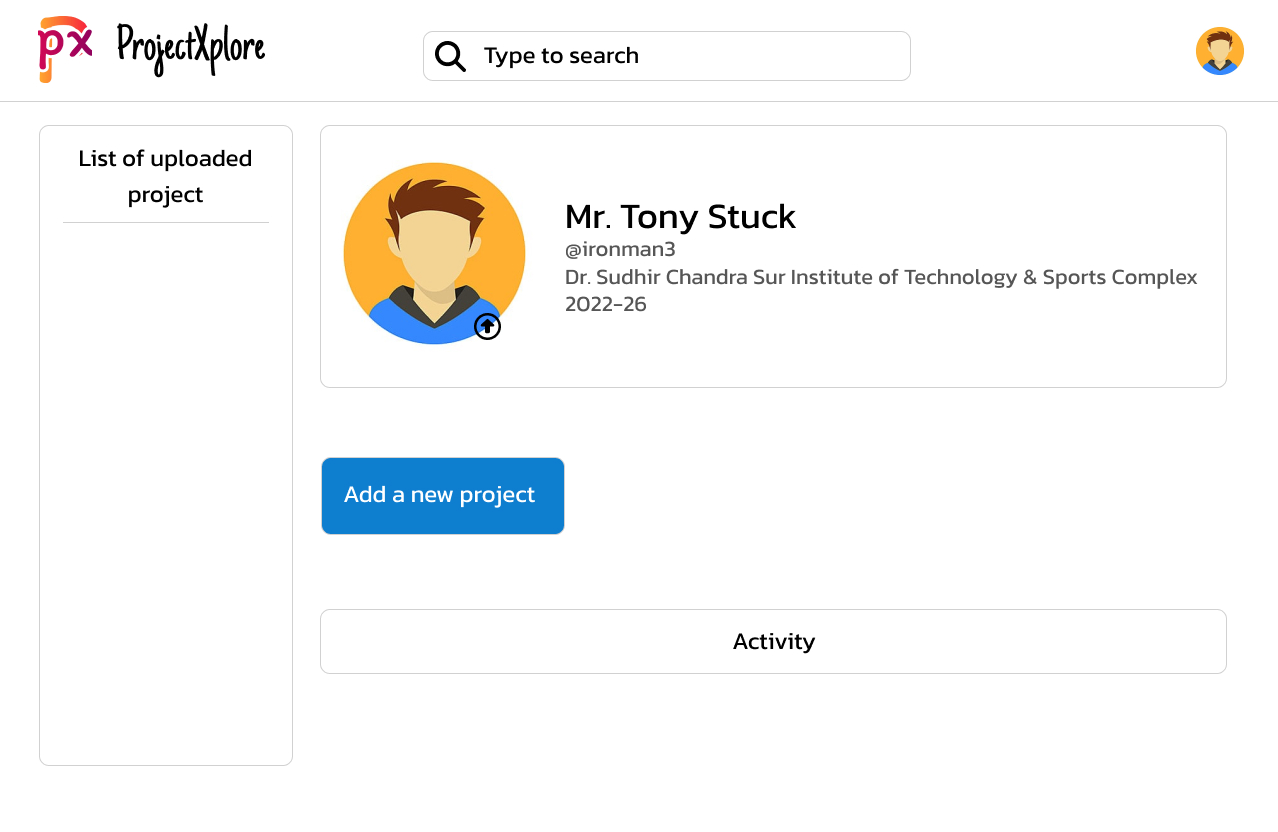 px ProjectXplore
Type to search
List of uploaded
project
Mr. Tony Stuck
@ironman3
Dr. Sudhir Chandra Sur Institute of Technology & Sports Complex
2022-26
Add a new project
Activity